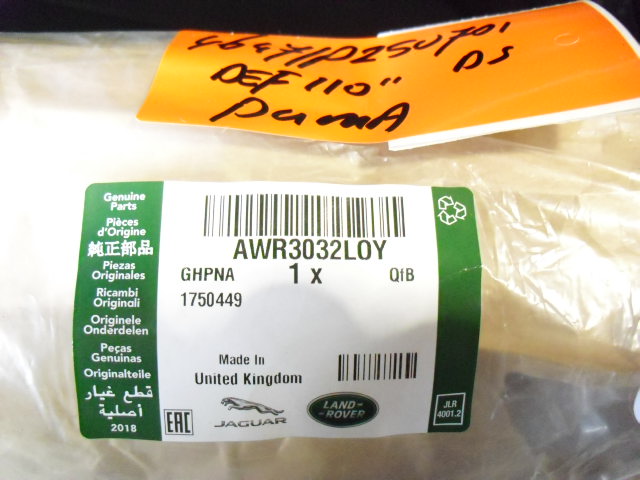 DS
DEF 110"
PUMA
Genuine
Parts
Pièces
d'Origine
純正部品
Piezas
Originales
Ricambi
Originali
Originele
Onderdelen
Peças
Genuinas
Originalteile
قطع غيار
أصلية
2018
AWR3032LOY
GHPNA 1 x QfB
1750449
Made In
United Kingdom
EAC
JAGUAR
LAND-
ROVER
JLR
4001.2